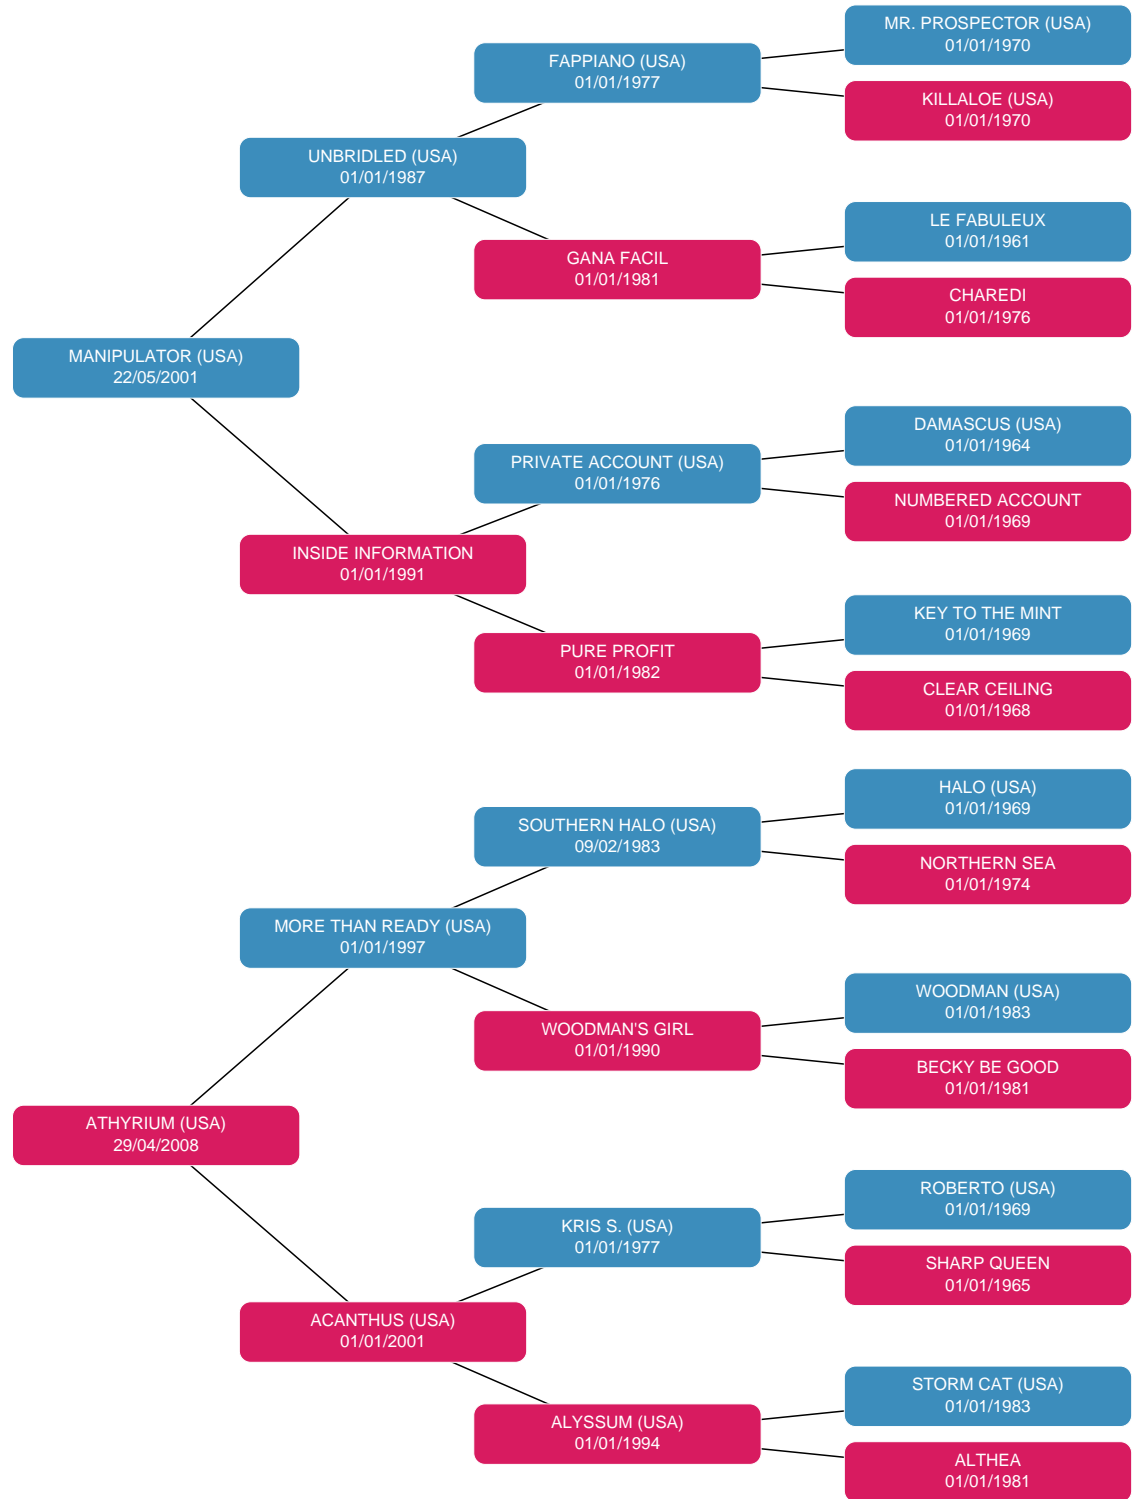 MR. PROSPECTOR (USA)
01/01/1970
FAPPIANO (USA)
01/01/1977
KILLALOE (USA)
01/01/1970
UNBRIDLED (USA)
01/01/1987
LE FABULEUX
01/01/1961
GANA FACIL
01/01/1981
CHAREDI
01/01/1976
MANIPULATOR (USA)
22/05/2001
DAMASCUS (USA)
01/01/1964
PRIVATE ACCOUNT (USA)
01/01/1976
NUMBERED ACCOUNT
01/01/1969
INSIDE INFORMATION
01/01/1991
KEY TO THE MINT
01/01/1969
PURE PROFIT
01/01/1982
CLEAR CEILING
01/01/1968
HALO (USA)
01/01/1969
SOUTHERN HALO (USA)
09/02/1983
NORTHERN SEA
01/01/1974
MORE THAN READY (USA)
01/01/1997
WOODMAN (USA)
01/01/1983
WOODMAN'S GIRL
01/01/1990
BECKY BE GOOD
01/01/1981
ATHYRIUM (USA)
29/04/2008
ROBERTO (USA)
01/01/1969
KRIS S. (USA)
01/01/1977
SHARP QUEEN
01/01/1965
ACANTHUS (USA)
01/01/2001
STORM CAT (USA)
01/01/1983
ALYSSUM (USA)
01/01/1994
ALTHEA
01/01/1981